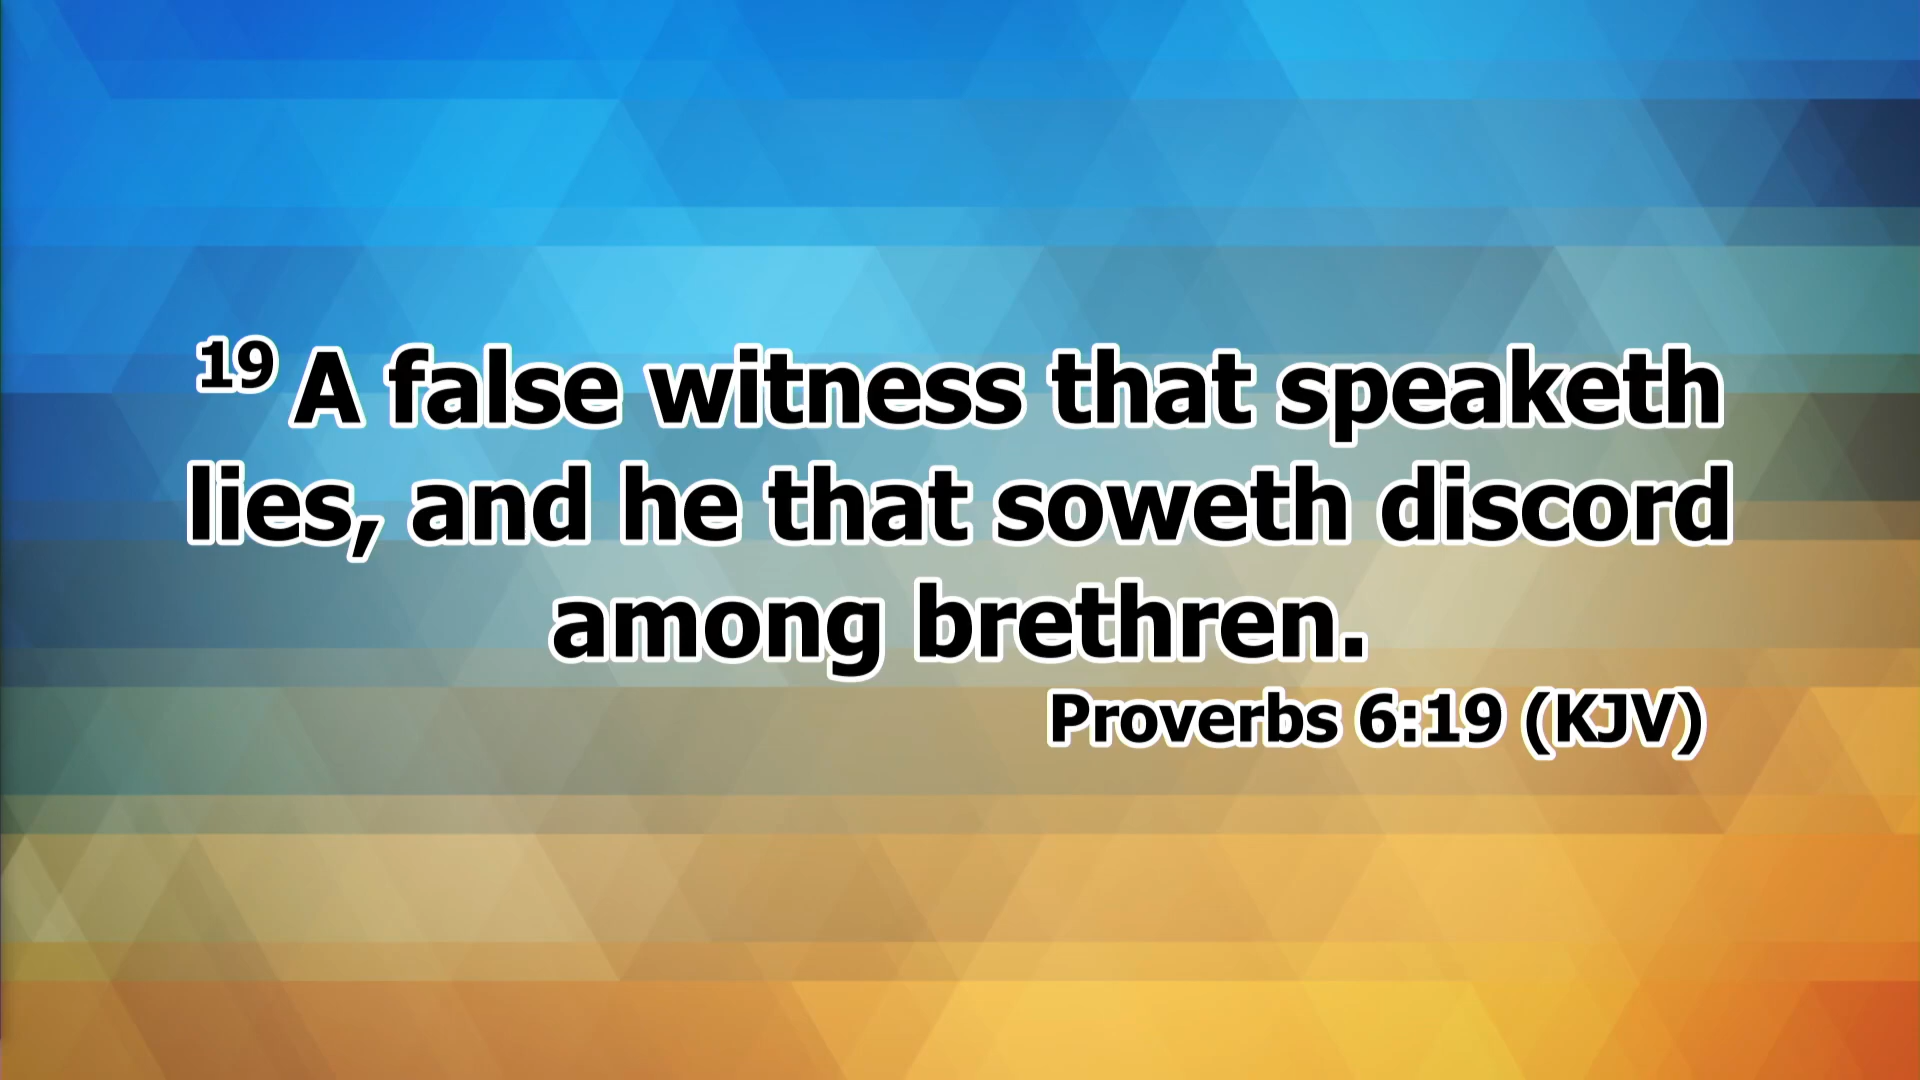 19 A false witness that speaketh
lies, and he that soweth discord
among brethren.
Proverbs 6:19 (KJV)